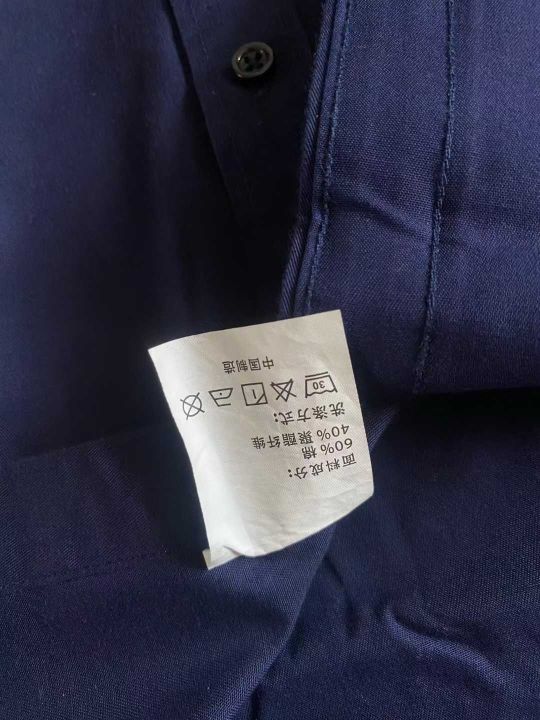 面料成分:
60% 棉
40% 聚酯纤维
洗涤方式:
30
中国制造